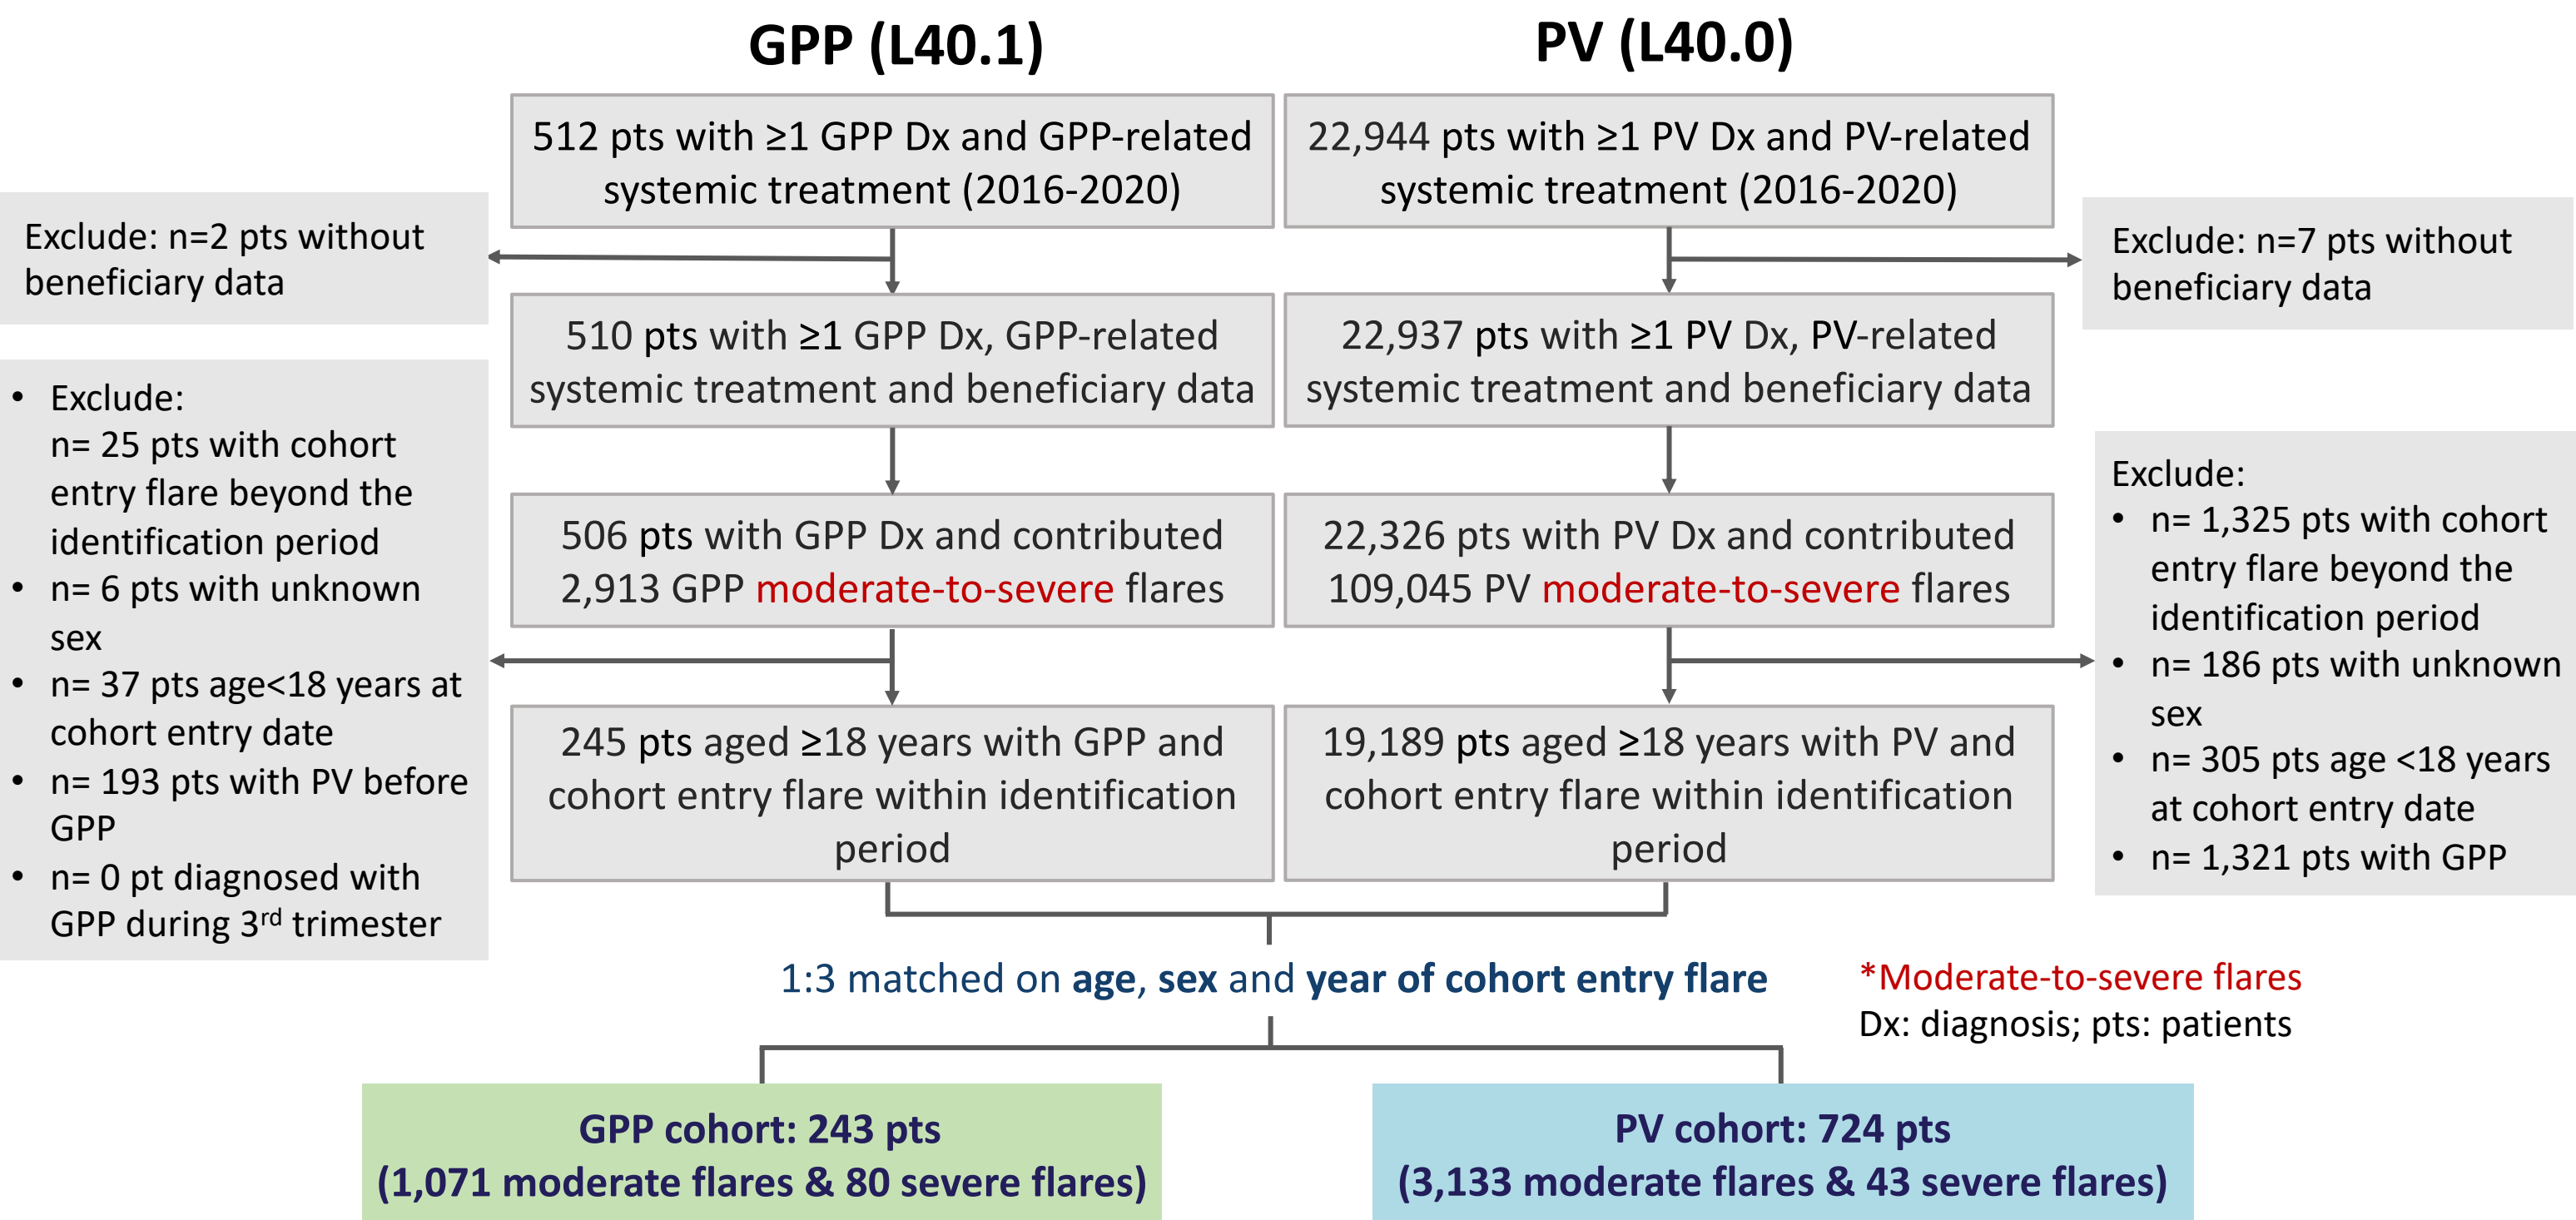 GPP (L40.1)
PV (L40.0)
512 pts with ≥1 GPP Dx and GPP-related
systemic treatment (2016-2020)
22,944 pts with ≥1 PV Dx and PV-related
systemic treatment (2016-2020)
Exclude: n=2 pts without
beneficiary data
Exclude: n=7 pts without
beneficiary data
510 pts with ≥1 GPP Dx, GPP-related
systemic treatment and beneficiary data
22,937 pts with ≥1 PV Dx, PV-related
systemic treatment and beneficiary data
• Exclude:
n= 25 pts with cohort
entry flare beyond the
identification period
• n= 6 pts with unknown
sex
• n= 37 pts age<18 years at
cohort entry date
• n= 193 pts with PV before
GPP
• n= 0 pt diagnosed with
GPP during 3rd trimester
506 pts with GPP Dx and contributed
2,913 GPP moderate-to-severe flares
22,326 pts with PV Dx and contributed
109,045 PV moderate-to-severe flares
Exclude:
• n= 1,325 pts with cohort
entry flare beyond the
identification period
• n= 186 pts with unknown
sex
• n= 305 pts age <18 years
at cohort entry date
• n= 1,321 pts with GPP
245 pts aged ≥18 years with GPP and
cohort entry flare within identification
period
19,189 pts aged ≥18 years with PV and
cohort entry flare within identification
period
1:3 matched on age, sex and year of cohort entry flare
*Moderate-to-severe flares
Dx: diagnosis; pts: patients
GPP cohort: 243 pts
(1,071 moderate flares & 80 severe flares)
PV cohort: 724 pts
(3,133 moderate flares & 43 severe flares)